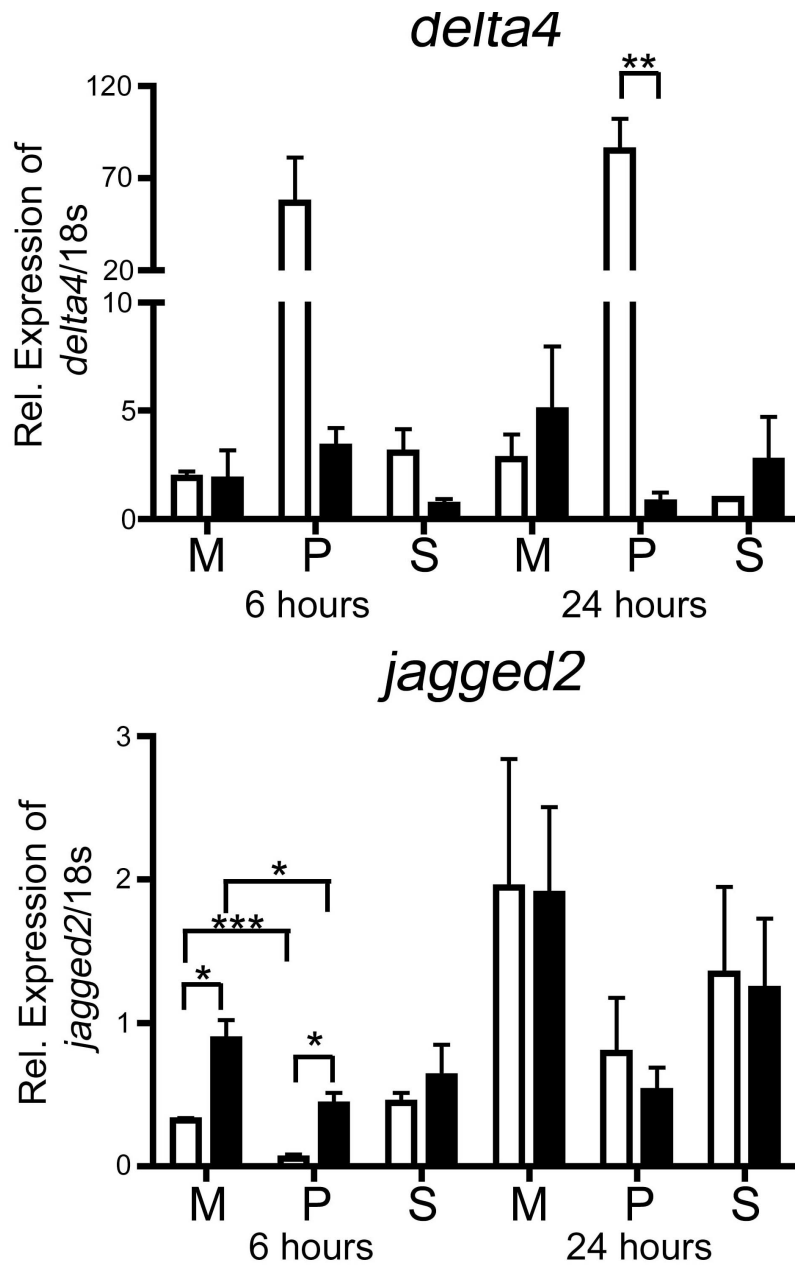 delta4
**
120
70
20
10
5
0
Rel. Expression of
delta4/18s
M P S M P S
6 hours 24 hours
jagged2
3
2
1
0
Rel. Expression of
jagged2/18s
*
***
*
*
M P S M P S
6 hours 24 hours